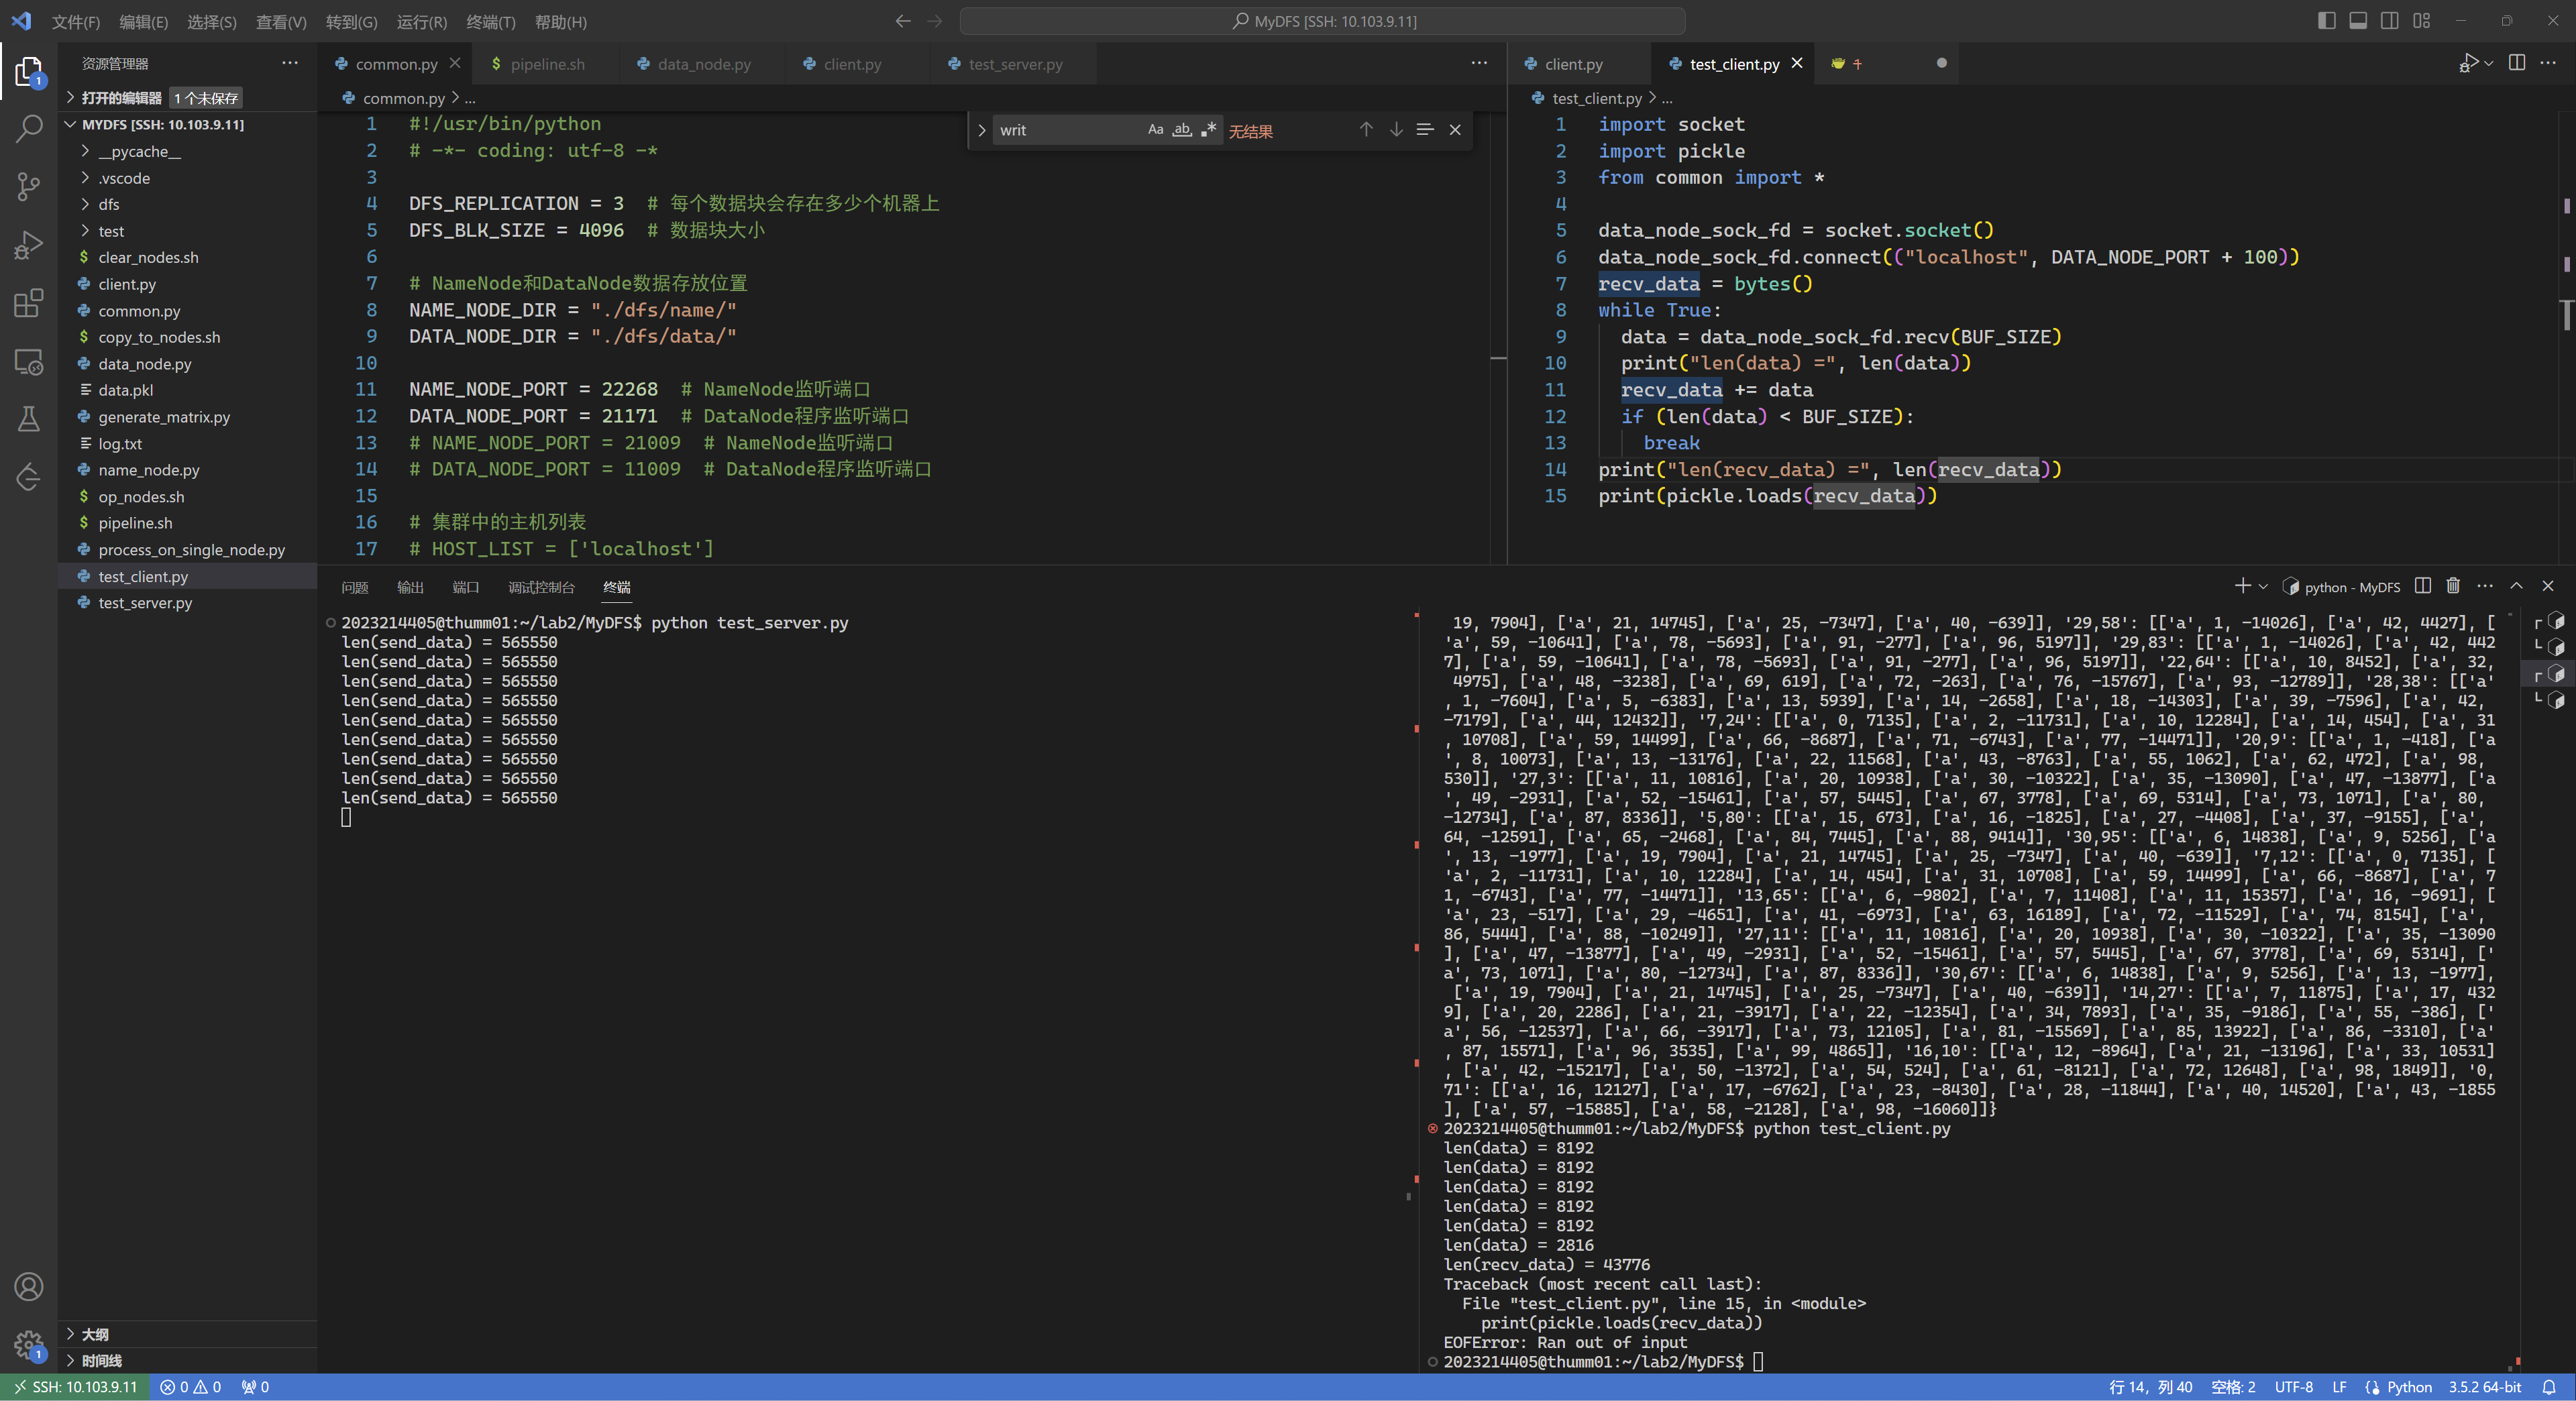 文件(F) 编辑(E) 选择(S) 查看(V) 转到(G) 运行(R) 终端(T) 帮助(H)
MyDFS [SSH: 10.103.9.11]
资源管理器
打开的编辑器 1 个未保存
MYDFS [SSH: 10.103.9.11]
__pycache__
.vscode
dfs
test
$ clear_nodes.sh
client.py
common.py
$ copy_to_nodes.sh
data_node.py
data.pkl
generate_matrix.py
log.txt
name_node.py
$ op_nodes.sh
$ pipeline.sh
process_on_single_node.py
test_client.py
test_server.py
大纲
时间线
common.py
$ pipeline.sh
data_node.py
client.py
test_server.py
common.py > ...
writ
Aa ab .*
无结果
1 #!/usr/bin/python
2 # -*- coding: utf-8 -*
3
4 DFS_REPLICATION = 3  # 每个数据块会存在多少个机器上
5 DFS_BLK_SIZE = 4096  # 数据块大小
6
7 # NameNode和DataNode数据存放位置
8 NAME_NODE_DIR = "./dfs/name/"
9 DATA_NODE_DIR = "./dfs/data/"
10
11 NAME_NODE_PORT = 22268  # NameNode监听端口
12 DATA_NODE_PORT = 21171  # DataNode程序监听端口
13 # NAME_NODE_PORT = 21009  # NameNode监听端口
14 # DATA_NODE_PORT = 11009  # DataNode程序监听端口
15
16 # 集群中的主机列表
17 # HOST_LIST = ['localhost']
client.py
test_client.py
test_client.py > ...
1 import socket
2 import pickle
3 from common import *
4
5 data_node_sock_fd = socket.socket()
6 data_node_sock_fd.connect(("localhost", DATA_NODE_PORT + 100))
7 recv_data = bytes()
8 while True:
9   data = data_node_sock_fd.recv(BUF_SIZE)
10   print("len(data) =", len(data))
11   recv_data += data
12   if (len(data) < BUF_SIZE):
13     break
14 print("len(recv_data) =", len(recv_data))
15 print(pickle.loads(recv_data))
问题 输出 端口 调试控制台 终端
python - MyDFS
2023214405@thumm01:~/lab2/MyDFS$ python test_server.py
len(send_data) = 565550
len(send_data) = 565550
len(send_data) = 565550
len(send_data) = 565550
len(send_data) = 565550
len(send_data) = 565550
len(send_data) = 565550
len(send_data) = 565550
len(send_data) = 565550
19, 7904], ['a', 21, 14745], ['a', 25, -7347], ['a', 40, -639]], '29,58': [['a', 1, -14026], ['a', 42, 4427], [
'a', 59, -10641], ['a', 78, -5693], ['a', 91, -277], ['a', 96, 5197]], '29,83': [['a', 1, -14026], ['a', 42, 442
7], ['a', 59, -10641], ['a', 78, -5693], ['a', 91, -277], ['a', 96, 5197]], '22,64': [['a', 10, 8452], ['a', 32,
4975], ['a', 48, -3238], ['a', 69, 619], ['a', 72, -263], ['a', 76, -15767], ['a', 93, -12789]], '28,38': [['a'
, 1, -7604], ['a', 5, -6383], ['a', 13, 5939], ['a', 14, -2658], ['a', 18, -14303], ['a', 39, -7596], ['a', 42,
-7179], ['a', 44, 12432]], '7,24': [['a', 0, 7135], ['a', 2, -11731], ['a', 10, 12284], ['a', 14, 454], ['a', 31
, 10708], ['a', 59, 14499], ['a', 66, -8687], ['a', 71, -6743], ['a', 77, -14471]], '20,9': [['a', 1, -418], ['a
', 8, 10073], ['a', 13, -13176], ['a', 22, 11568], ['a', 43, -8763], ['a', 55, 1062], ['a', 62, 472], ['a', 98,
530]], '27,3': [['a', 11, 10816], ['a', 20, 10938], ['a', 30, -10322], ['a', 35, -13090], ['a', 47, -13877], ['a
', 49, -2931], ['a', 52, -15461], ['a', 57, 5445], ['a', 67, 3778], ['a', 69, 5314], ['a', 73, 1071], ['a', 80,
-12734], ['a', 87, 8336]], '5,80': [['a', 15, 673], ['a', 16, -1825], ['a', 27, -4408], ['a', 37, -9155], ['a',
64, -12591], ['a', 65, -2468], ['a', 84, 7445], ['a', 88, 9414]], '30,95': [['a', 6, 14838], ['a', 9, 5256], ['a
', 13, -1977], ['a', 19, 7904], ['a', 21, 14745], ['a', 25, -7347], ['a', 40, -639]], '7,12': [['a', 0, 7135], [
'a', 2, -11731], ['a', 10, 12284], ['a', 14, 454], ['a', 31, 10708], ['a', 59, 14499], ['a', 66, -8687], ['a', 7
1, -6743], ['a', 77, -14471]], '13,65': [['a', 6, -9802], ['a', 7, 11408], ['a', 11, 15357], ['a', 16, -9691], [
'a', 23, -517], ['a', 29, -4651], ['a', 41, -6973], ['a', 63, 16189], ['a', 72, -11529], ['a', 74, 8154], ['a',
86, 5444], ['a', 88, -10249]], '27,11': [['a', 11, 10816], ['a', 20, 10938], ['a', 30, -10322], ['a', 35, -13090
], ['a', 47, -13877], ['a', 49, -2931], ['a', 52, -15461], ['a', 57, 5445], ['a', 67, 3778], ['a', 69, 5314], ['
a', 73, 1071], ['a', 80, -12734], ['a', 87, 8336]], '30,67': [['a', 6, 14838], ['a', 9, 5256], ['a', 13, -1977],
['a', 19, 7904], ['a', 21, 14745], ['a', 25, -7347], ['a', 40, -639]], '14,27': [['a', 7, 11875], ['a', 17, 432
9], ['a', 20, 2286], ['a', 21, -3917], ['a', 22, -12354], ['a', 34, 7893], ['a', 35, -9186], ['a', 55, -386], ['
a', 56, -12537], ['a', 66, -3917], ['a', 73, 12105], ['a', 81, -15569], ['a', 85, 13922], ['a', 86, -3310], ['a'
, 87, 15571], ['a', 96, 3535], ['a', 99, 4865]], '16,10': [['a', 12, -8964], ['a', 21, -13196], ['a', 33, 10531]
, ['a', 42, -15217], ['a', 50, -1372], ['a', 54, 524], ['a', 61, -8121], ['a', 72, 12648], ['a', 98, 1849]], '0,
71': [['a', 16, 12127], ['a', 17, -6762], ['a', 23, -8430], ['a', 28, -11844], ['a', 40, 14520], ['a', 43, -1855
], ['a', 57, -15885], ['a', 58, -2128], ['a', 98, -16060]]}
2023214405@thumm01:~/lab2/MyDFS$ python test_client.py
len(data) = 8192
len(data) = 8192
len(data) = 8192
len(data) = 8192
len(data) = 8192
len(data) = 2816
len(recv_data) = 43776
Traceback (most recent call last):
  File "test_client.py", line 15, in <module>
    print(pickle.loads(recv_data))
EOFError: Ran out of input
2023214405@thumm01:~/lab2/MyDFS$
SSH: 10.103.9.11 0 0 0
行 14，列 40 空格: 2 UTF-8 LF Python 3.5.2 64-bit